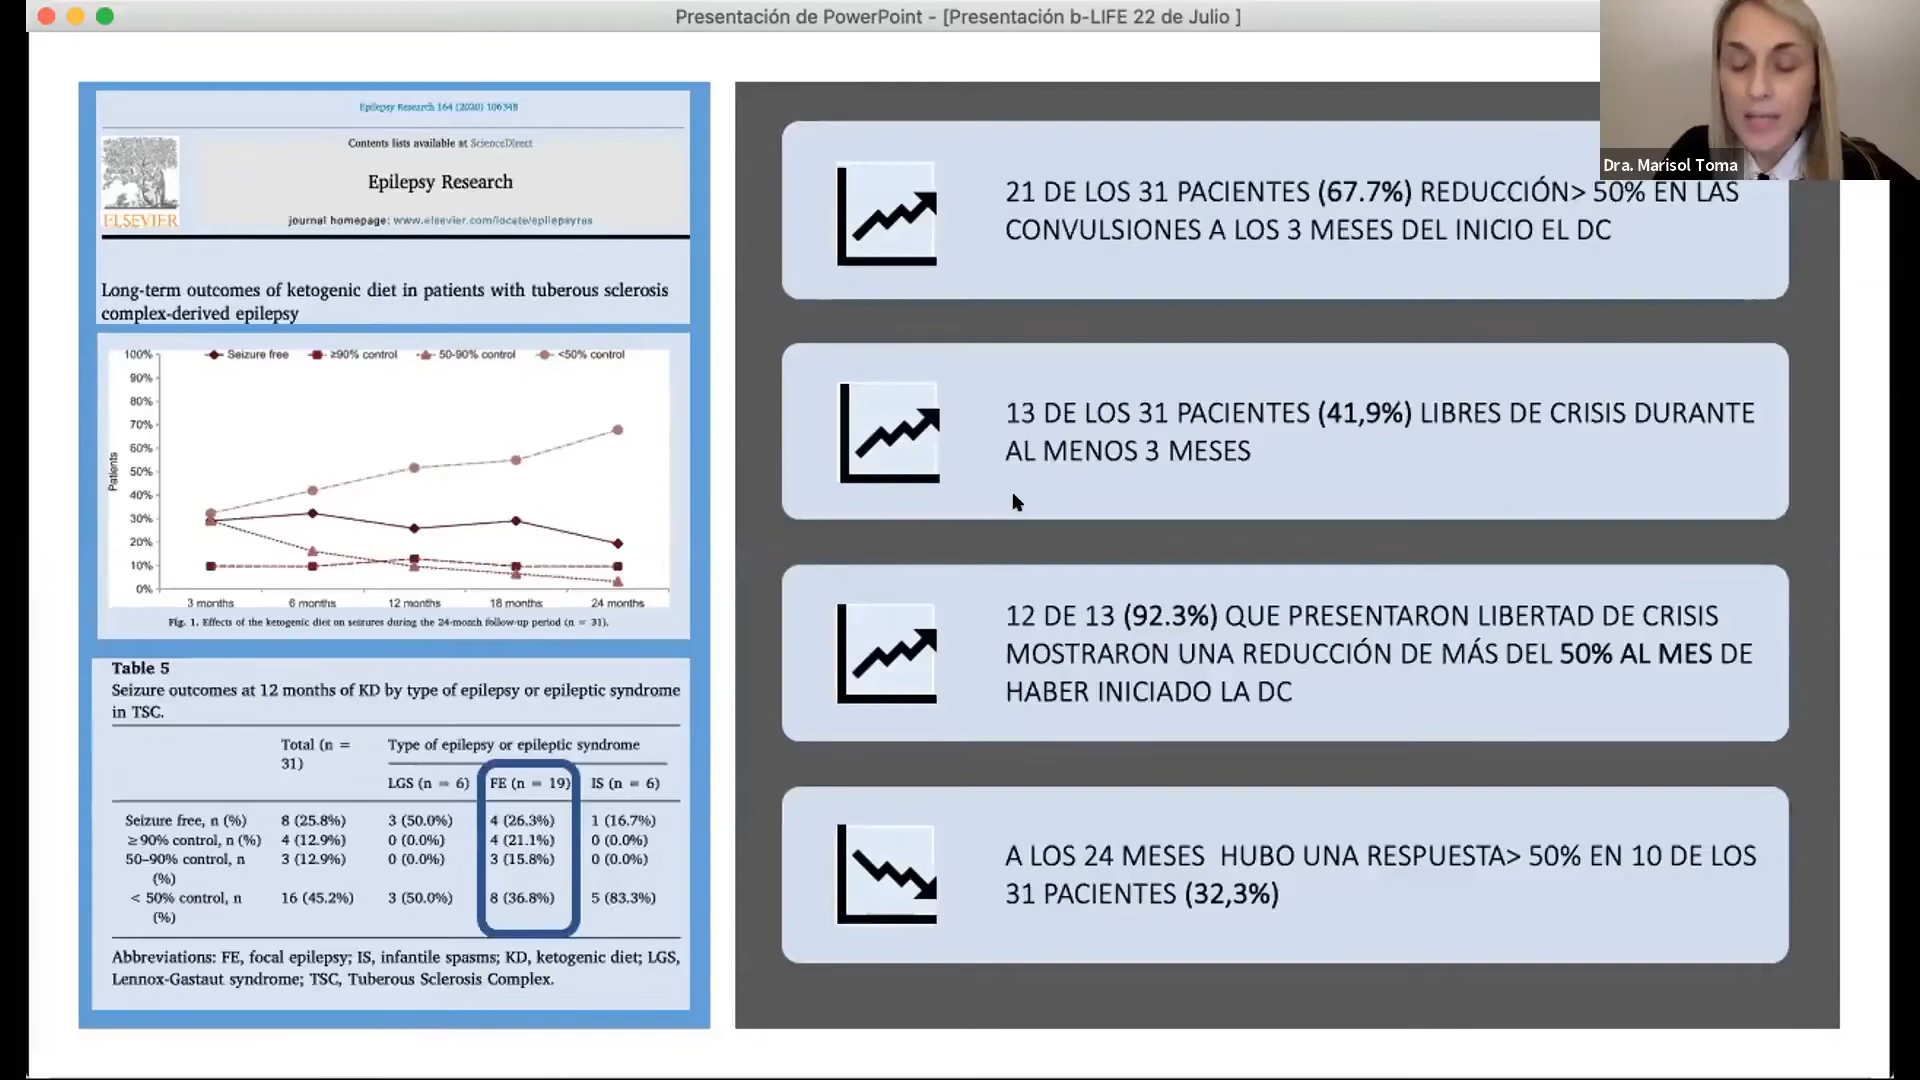 Presentación de PowerPoint - [Presentación b-LIFE 22 de Julio ]
Dra. Marisol Toma
Epilepsy Research 164 (2020) 106348
Contents lists available at ScienceDirect
Epilepsy Research
ELSEVIER
journal homepage: www.elsevier.com/locate/epilepsyres
Long-term outcomes of ketogenic diet in patients with tuberous sclerosis
complex-derived epilepsy
Seizure free ≥90% control 50-90% control <50% control
100%
90%
80%
70%
60%
50%
40%
30%
20%
10%
0%
Patients
3 months 6 months 12 months 18 months 24 months
Fig. 1. Effects of the ketogenic diet on seizures during the 24-month follow-up period (n = 31).
Table 5
Seizure outcomes at 12 months of KD by type of epilepsy or epileptic syndrome
in TSC.
Total (n = Type of epilepsy or epileptic syndrome
31)
LGS (n = 6) FE (n = 19) IS (n = 6)
Seizure free, n (%) 8 (25.8%) 3 (50.0%) 4 (26.3%) 1 (16.7%)
≥90% control, n (%) 4 (12.9%) 0 (0.0%) 4 (21.1%) 0 (0.0%)
50–90% control, n 3 (12.9%) 0 (0.0%) 3 (15.8%) 0 (0.0%)
(%)
< 50% control, n 16 (45.2%) 3 (50.0%) 8 (36.8%) 5 (83.3%)
(%)
Abbreviations: FE, focal epilepsy; IS, infantile spasms; KD, ketogenic diet; LGS,
Lennox-Gastaut syndrome; TSC, Tuberous Sclerosis Complex.
21 DE LOS 31 PACIENTES (67.7%) REDUCCIÓN> 50% EN LAS
CONVULSIONES A LOS 3 MESES DEL INICIO EL DC
13 DE LOS 31 PACIENTES (41,9%) LIBRES DE CRISIS DURANTE
AL MENOS 3 MESES
12 DE 13 (92.3%) QUE PRESENTARON LIBERTAD DE CRISIS
MOSTRARON UNA REDUCCIÓN DE MÁS DEL 50% AL MES DE
HABER INICIADO LA DC
A LOS 24 MESES HUBO UNA RESPUESTA> 50% EN 10 DE LOS
31 PACIENTES (32,3%)